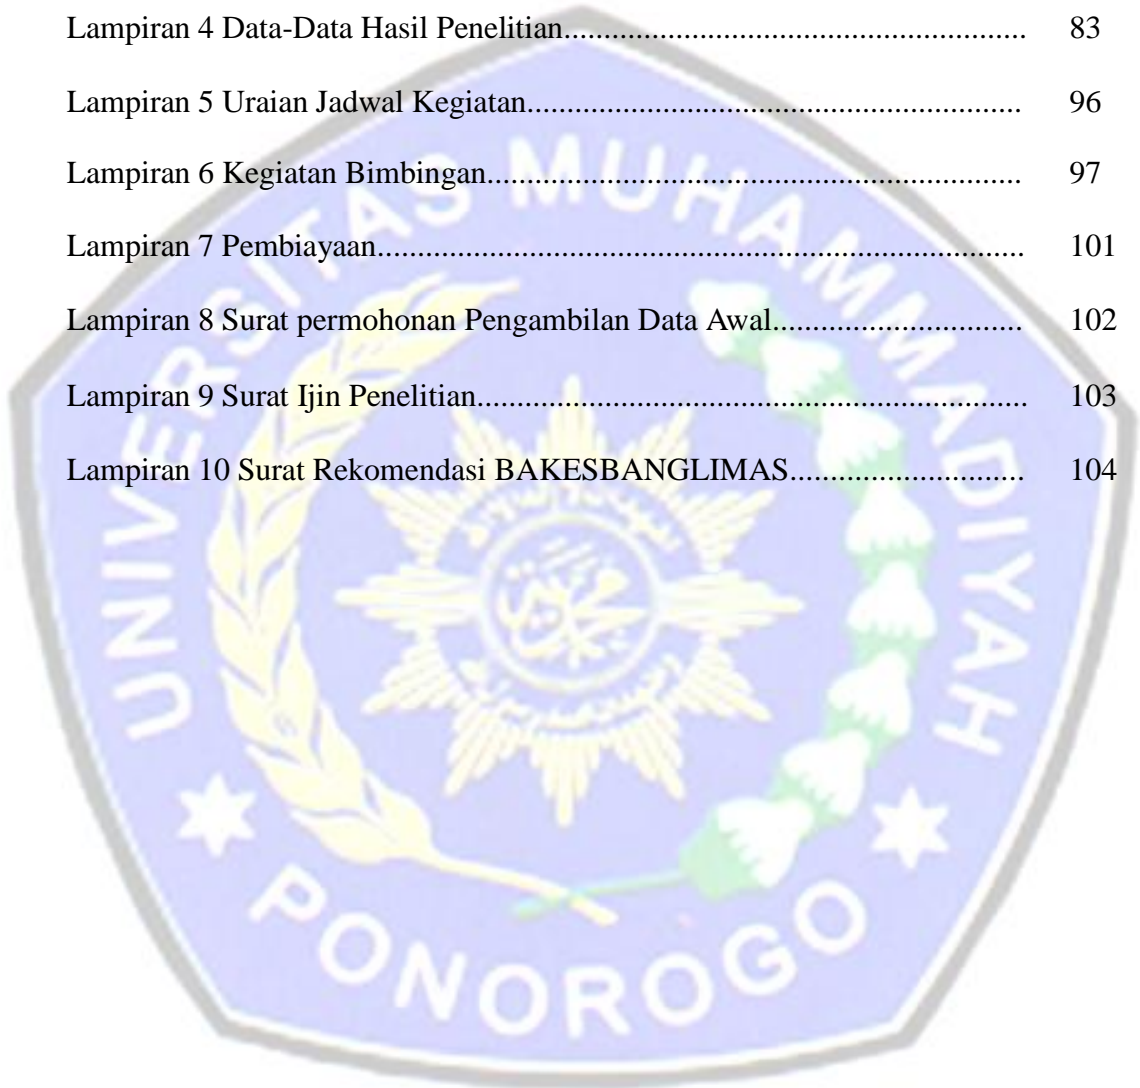 Lampiran 4 Data-Data Hasil Penelitian.......................................................... 83
Lampiran 5 Uraian Jadwal Kegiatan.............................................................. 96
Lampiran 6 Kegiatan Bimbingan................................................................... 97
Lampiran 7 Pembiayaan................................................................................. 101
Lampiran 8 Surat permohonan Pengambilan Data Awal............................... 102
Lampiran 9 Surat Ijin Penelitian..................................................................... 103
Lampiran 10 Surat Rekomendasi BAKESBANGLIMAS............................. 104
UNIVERSITAS MUHAMMADIYAH
PONOROGO